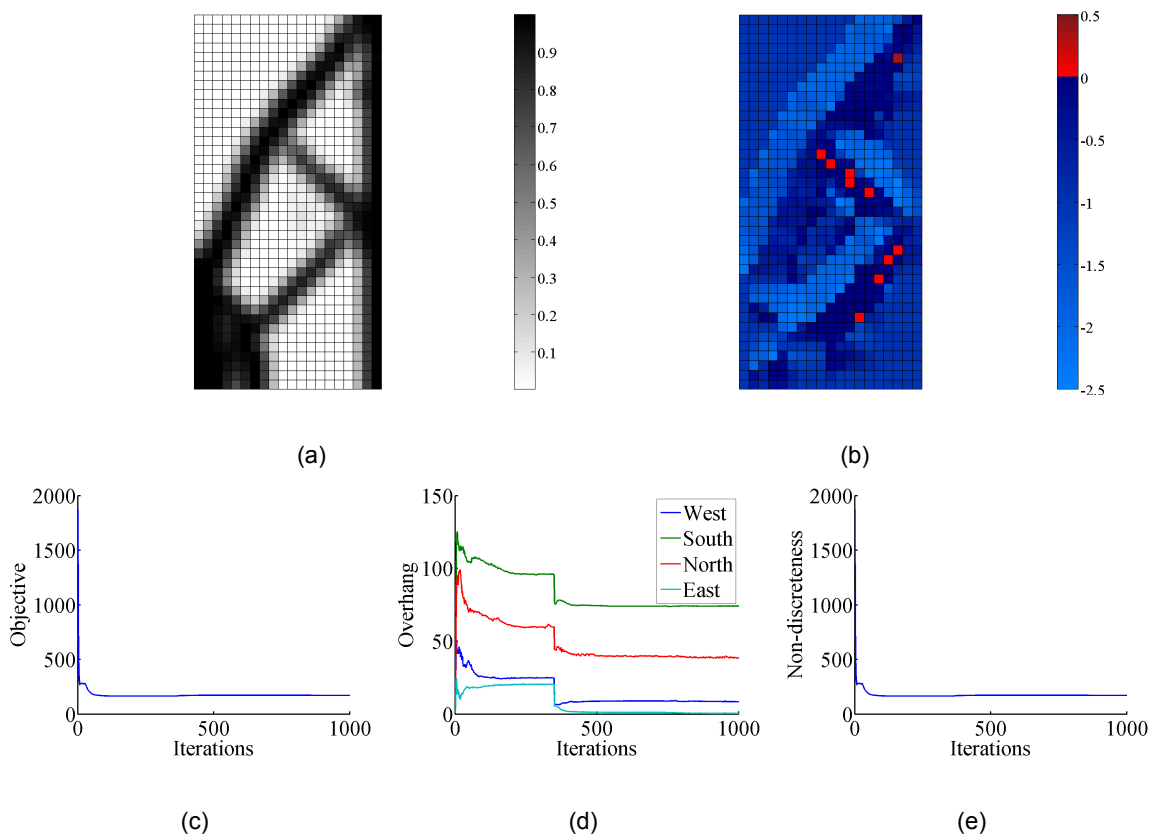 0.9
0.8
0.7
0.6
0.5
0.4
0.3
0.2
0.1
(a)
0.5
0
-0.5
-1
-1.5
-2
-2.5
(b)
2000
1500
1000
500
0
Objective
0 500 1000
Iterations
(c)
150
100
50
0
Overhang
West
South
North
East
0 500 1000
Iterations
(d)
2000
1500
1000
500
0
Non-discreteness
0 500 1000
Iterations
(e)